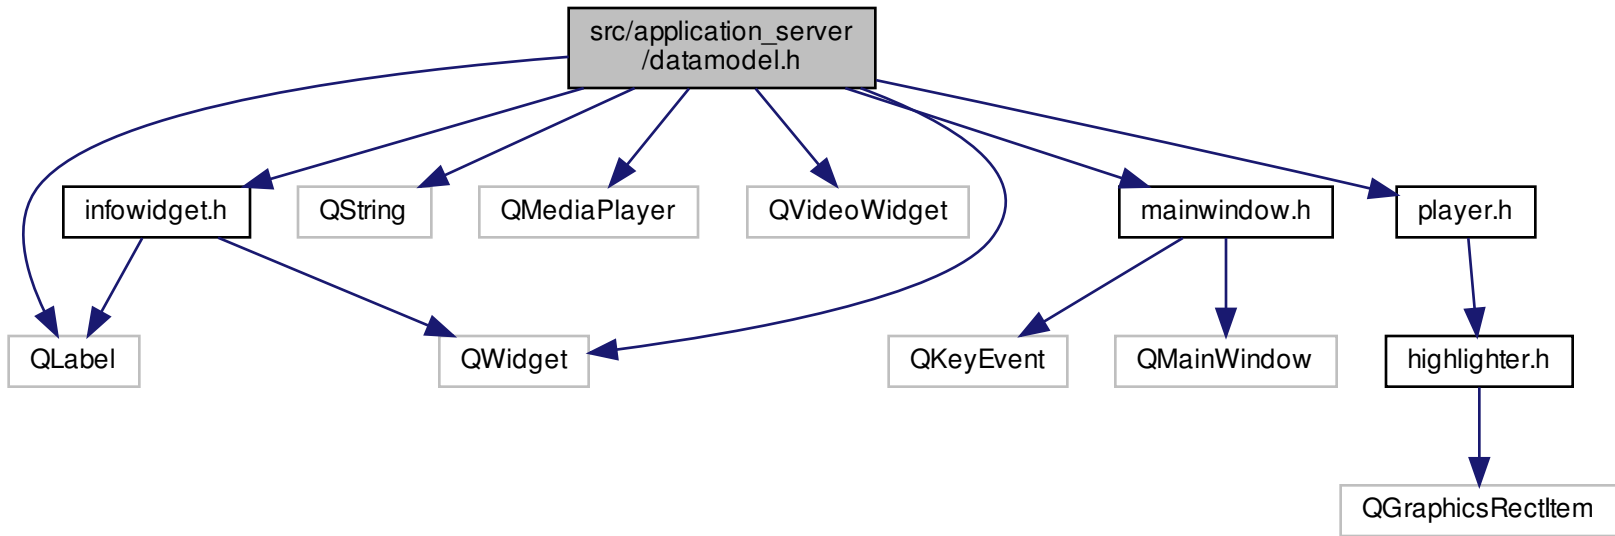 src/application_server
/datamodel.h
infowidget.h
QString
QMediaPlayer
QVideoWidget
mainwindow.h
player.h
QLabel
QWidget
QKeyEvent
QMainWindow
highlighter.h
QGraphicsRectItem